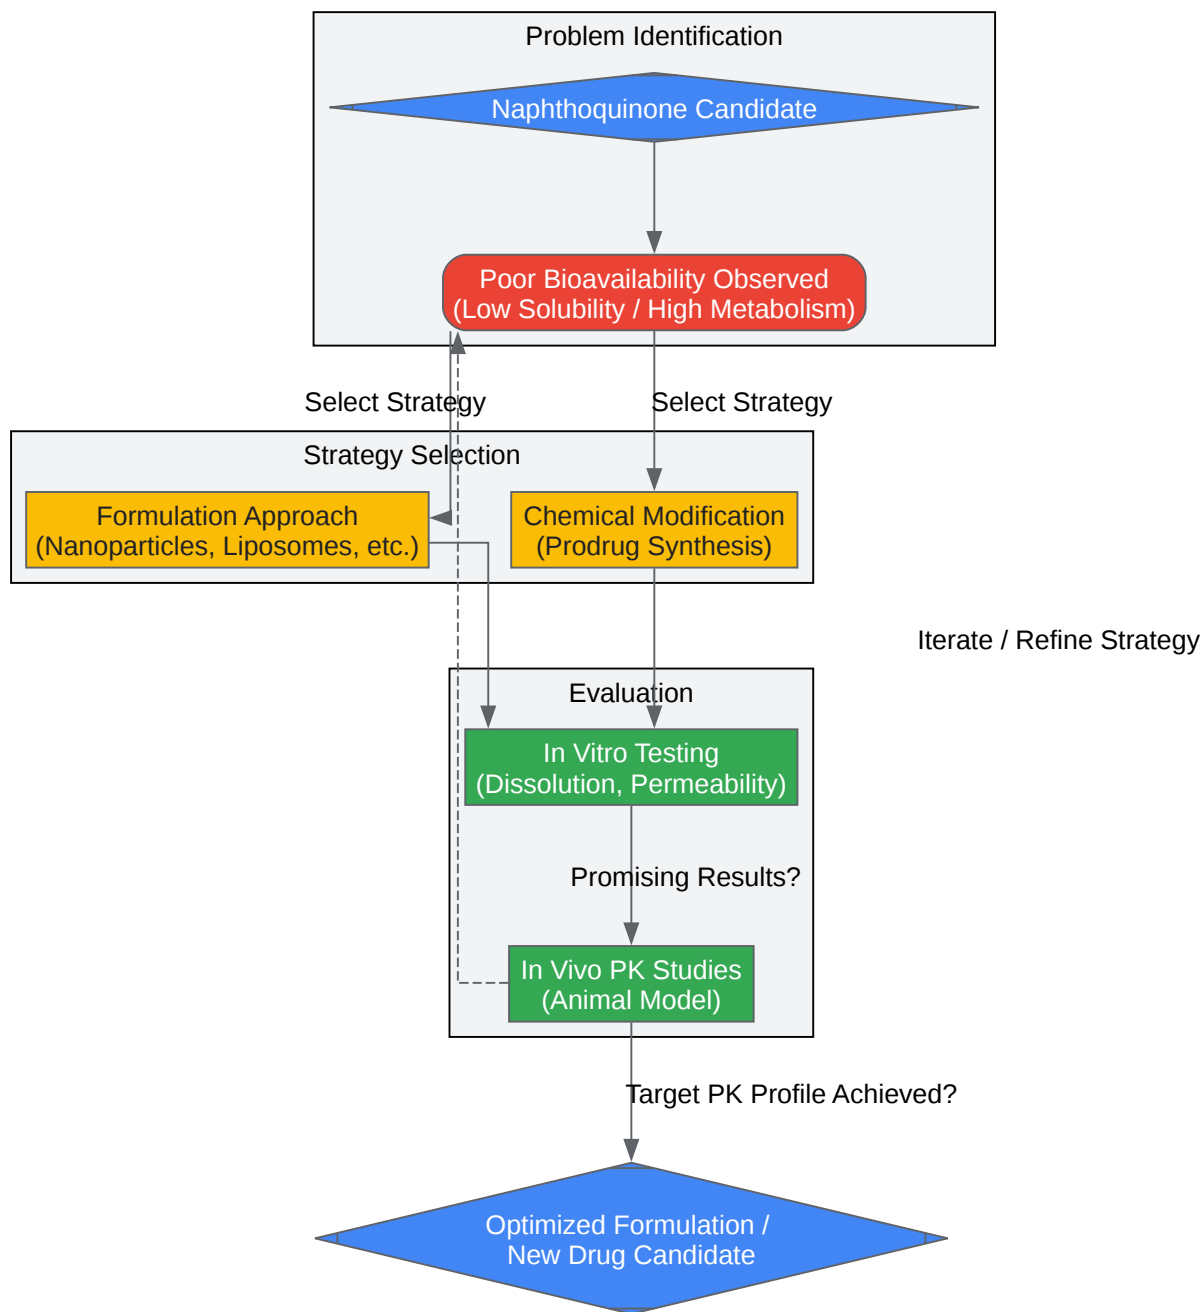 Problem Identification
Naphthoquinone Candidate
Poor Bioavailability Observed
(Low Solubility / High Metabolism)
Select Strategy
Select Strategy
Strategy Selection
Formulation Approach
(Nanoparticles, Liposomes, etc.)
Chemical Modification
(Prodrug Synthesis)
Iterate / Refine Strategy
Evaluation
In Vitro Testing
(Dissolution, Permeability)
Promising Results?
In Vivo PK Studies
(Animal Model)
Target PK Profile Achieved?
Optimized Formulation /
New Drug Candidate